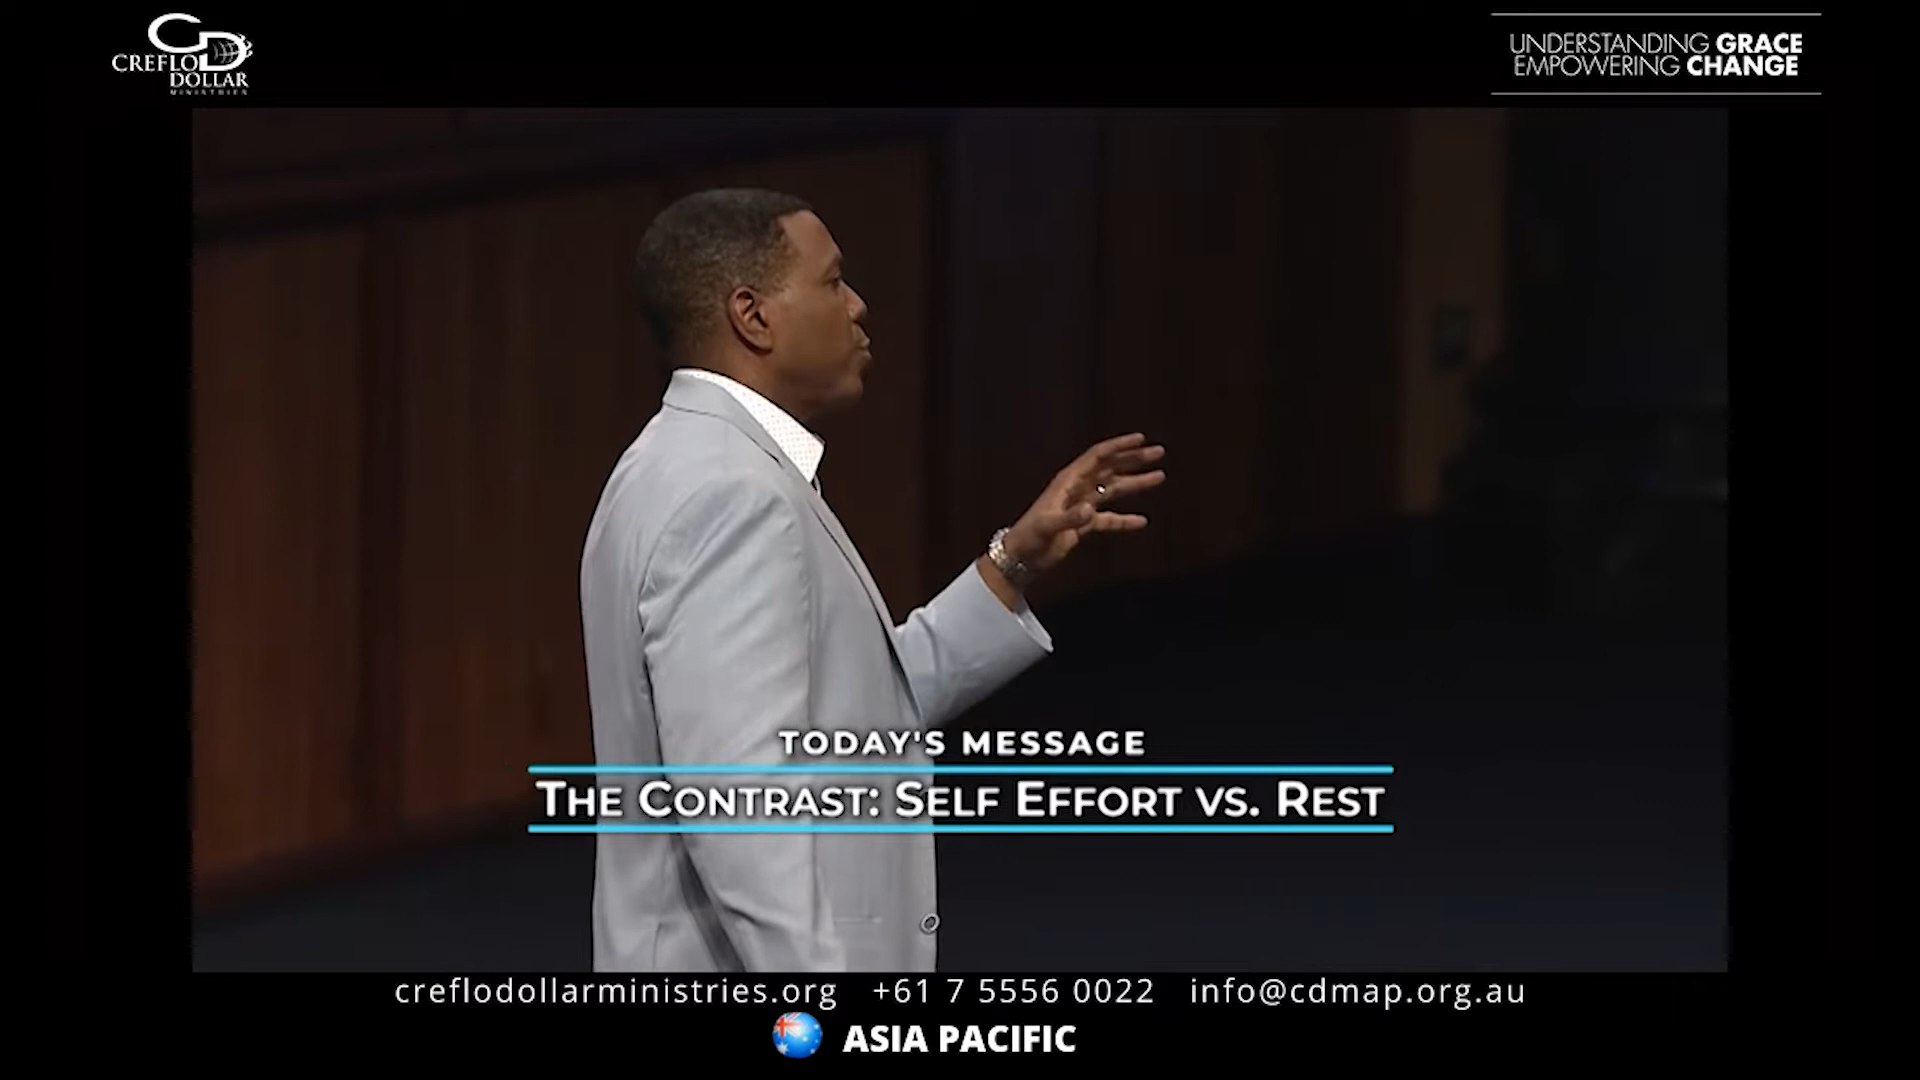 CREFLO
DOLLAR
MINISTRIES
UNDERSTANDING GRACE
EMPOWERING CHANGE
TODAY'S MESSAGE
THE CONTRAST: SELF EFFORT VS. REST
creflodollarministries.org +61 7 5556 0022 info@cdmap.org.au
ASIA PACIFIC